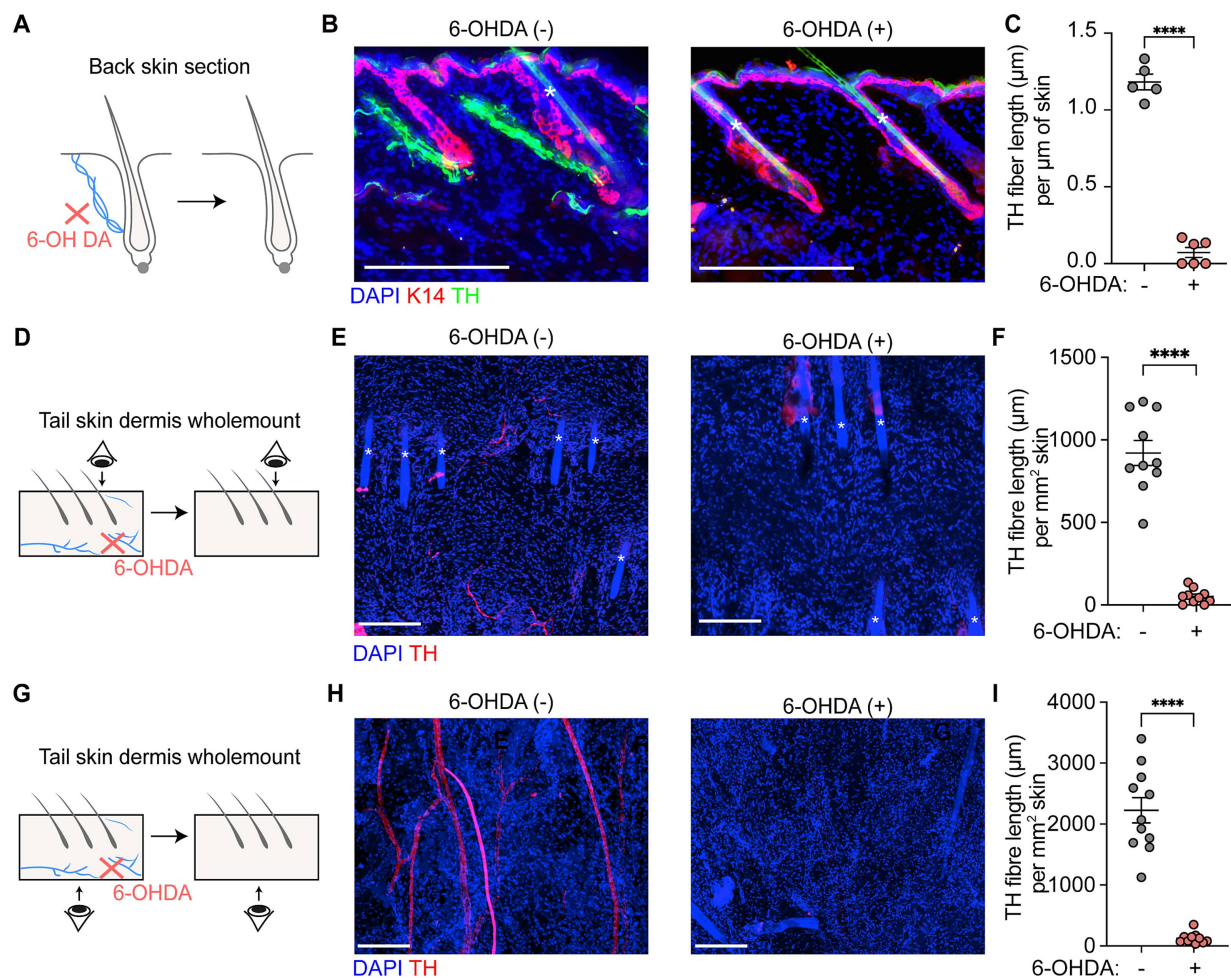 A
Back skin section
6-OH DA
B
6-OHDA (-)
6-OHDA (+)
*
*
*
DAPI K14 TH
C
TH fiber length (µm)
per µm of skin
1.5
1.0
0.5
0.0
****
6-OHDA: - +
D
Tail skin dermis wholemount
6-OHDA
E
6-OHDA (-)
6-OHDA (+)
* * * * *
*
* * *
* *
DAPI TH
F
TH fibre length (µm)
per mm² skin
1500
1000
500
0
****
6-OHDA: - +
G
Tail skin dermis wholemount
6-OHDA
H
6-OHDA (-)
6-OHDA (+)
E
F
G
DAPI TH
I
TH fibre length (µm)
per mm² skin
4000
3000
2000
1000
0
****
6-OHDA: - +